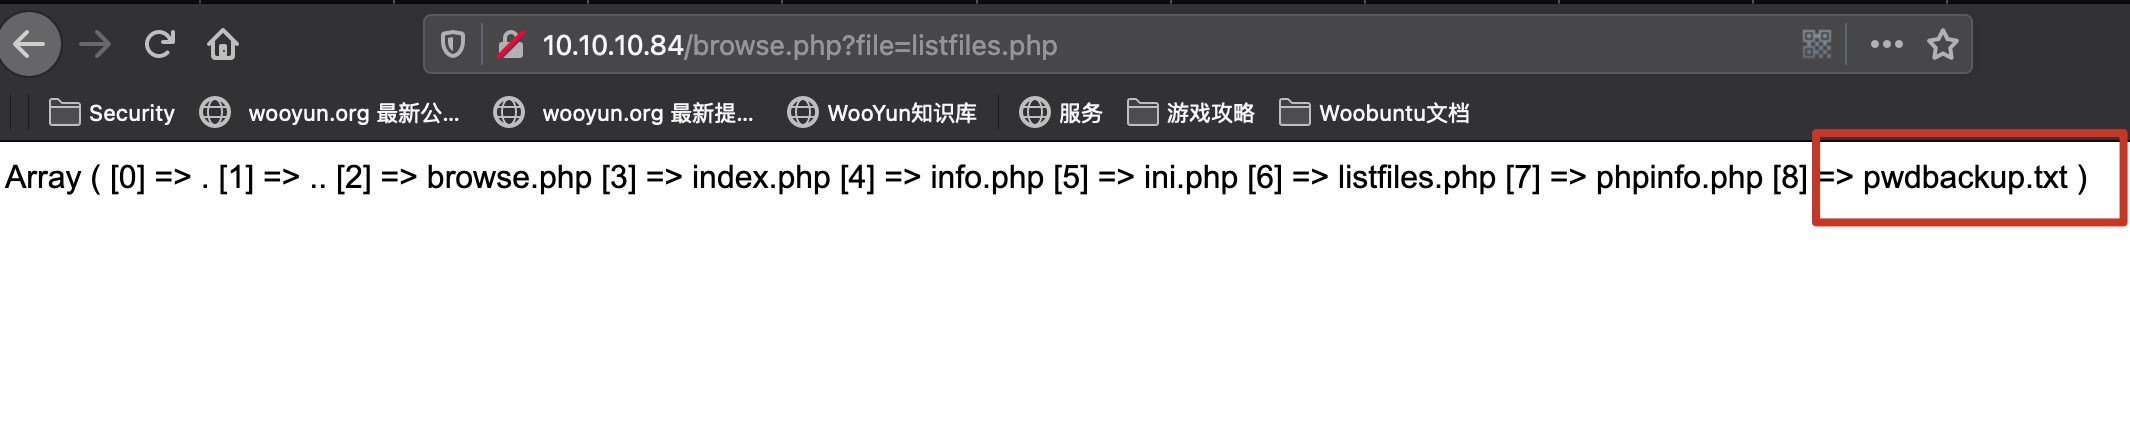 10.10.10.84/browse.php?file=listfiles.php
Security wooyun.org 最新公... wooyun.org 最新提... WooYun知识库 服务 游戏攻略 Woobuntu文档
Array ( [0] => . [1] => .. [2] => browse.php [3] => index.php [4] => info.php [5] => ini.php [6] => listfiles.php [7] => phpinfo.php [8] => pwdbackup.txt )